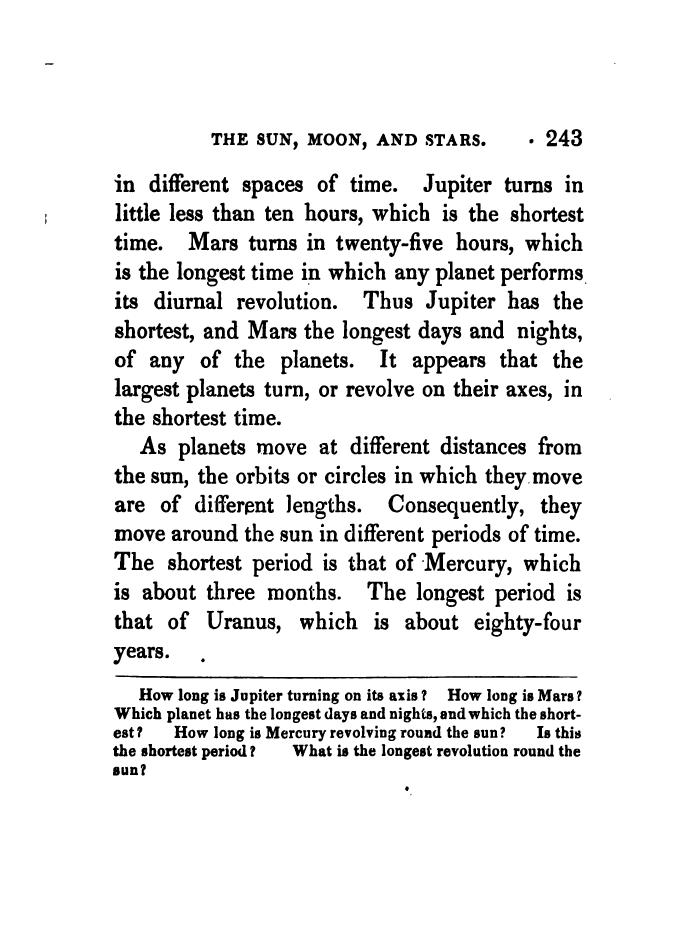 THE SUN, MOON, AND STARS. 243
in different spaces of time. Jupiter turns in
little less than ten hours, which is the shortest
time. Mars turns in twenty-five hours, which
is the longest time in which any planet performs
its diurnal revolution. Thus Jupiter has the
shortest, and Mars the longest days and nights,
of any of the planets. It appears that the
largest planets turn, or revolve on their axes, in
the shortest time.
As planets move at different distances from
the sun, the orbits or circles in which they move
are of different lengths. Consequently, they
move around the sun in different periods of time.
The shortest period is that of Mercury, which
is about three months. The longest period is
that of Uranus, which is about eighty-four
years.
How long is Jupiter turning on its axis? How long is Mars?
Which planet has the longest days and nights, and which the short-
est? How long is Mercury revolving round the sun? Is this
the shortest period? What is the longest revolution round the
sun?